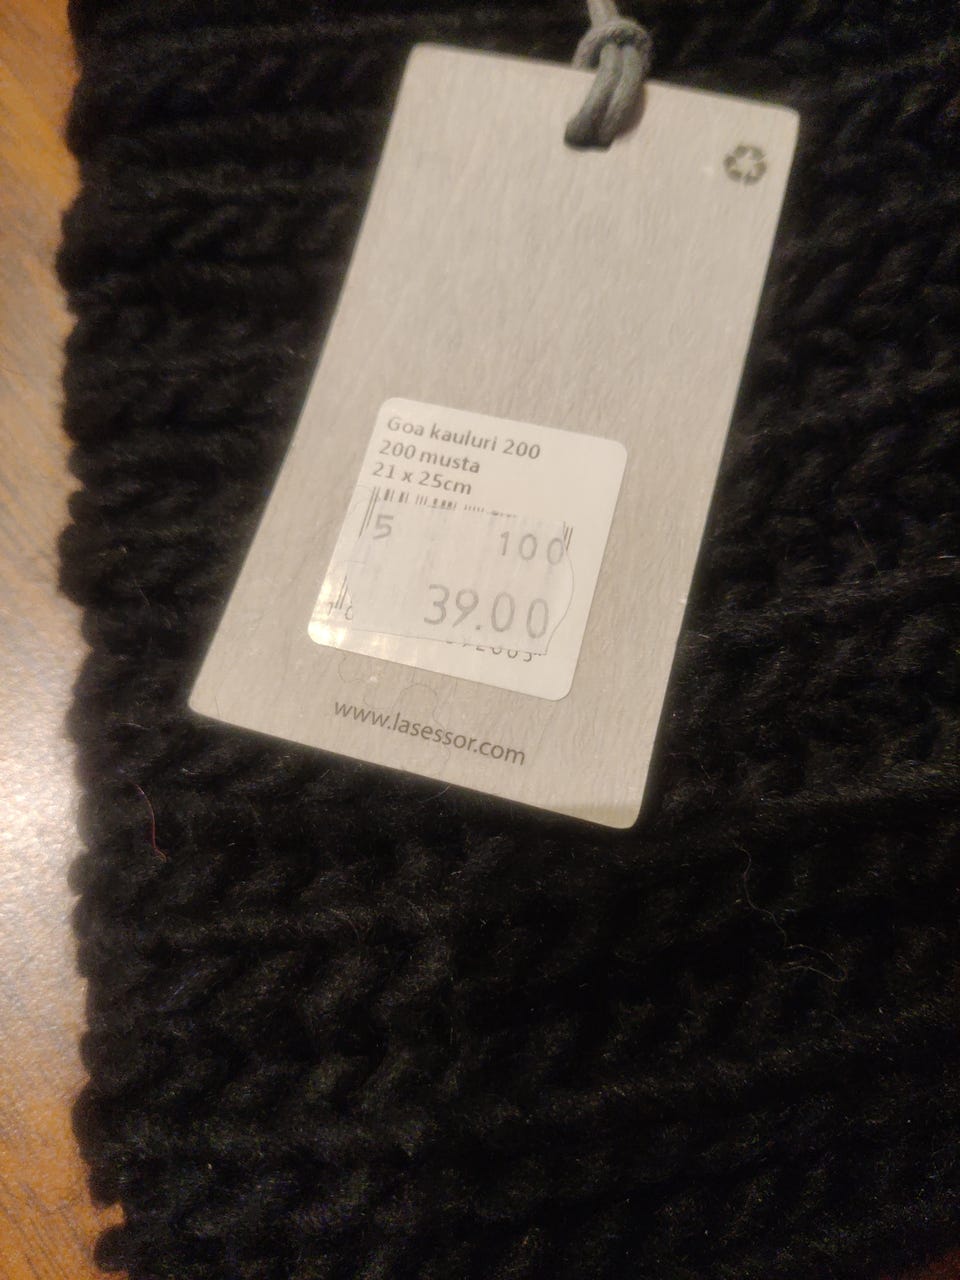 Goa kauluri 200
200 musta
21 x 25cm
5 100
39.00
www.lasessor.com